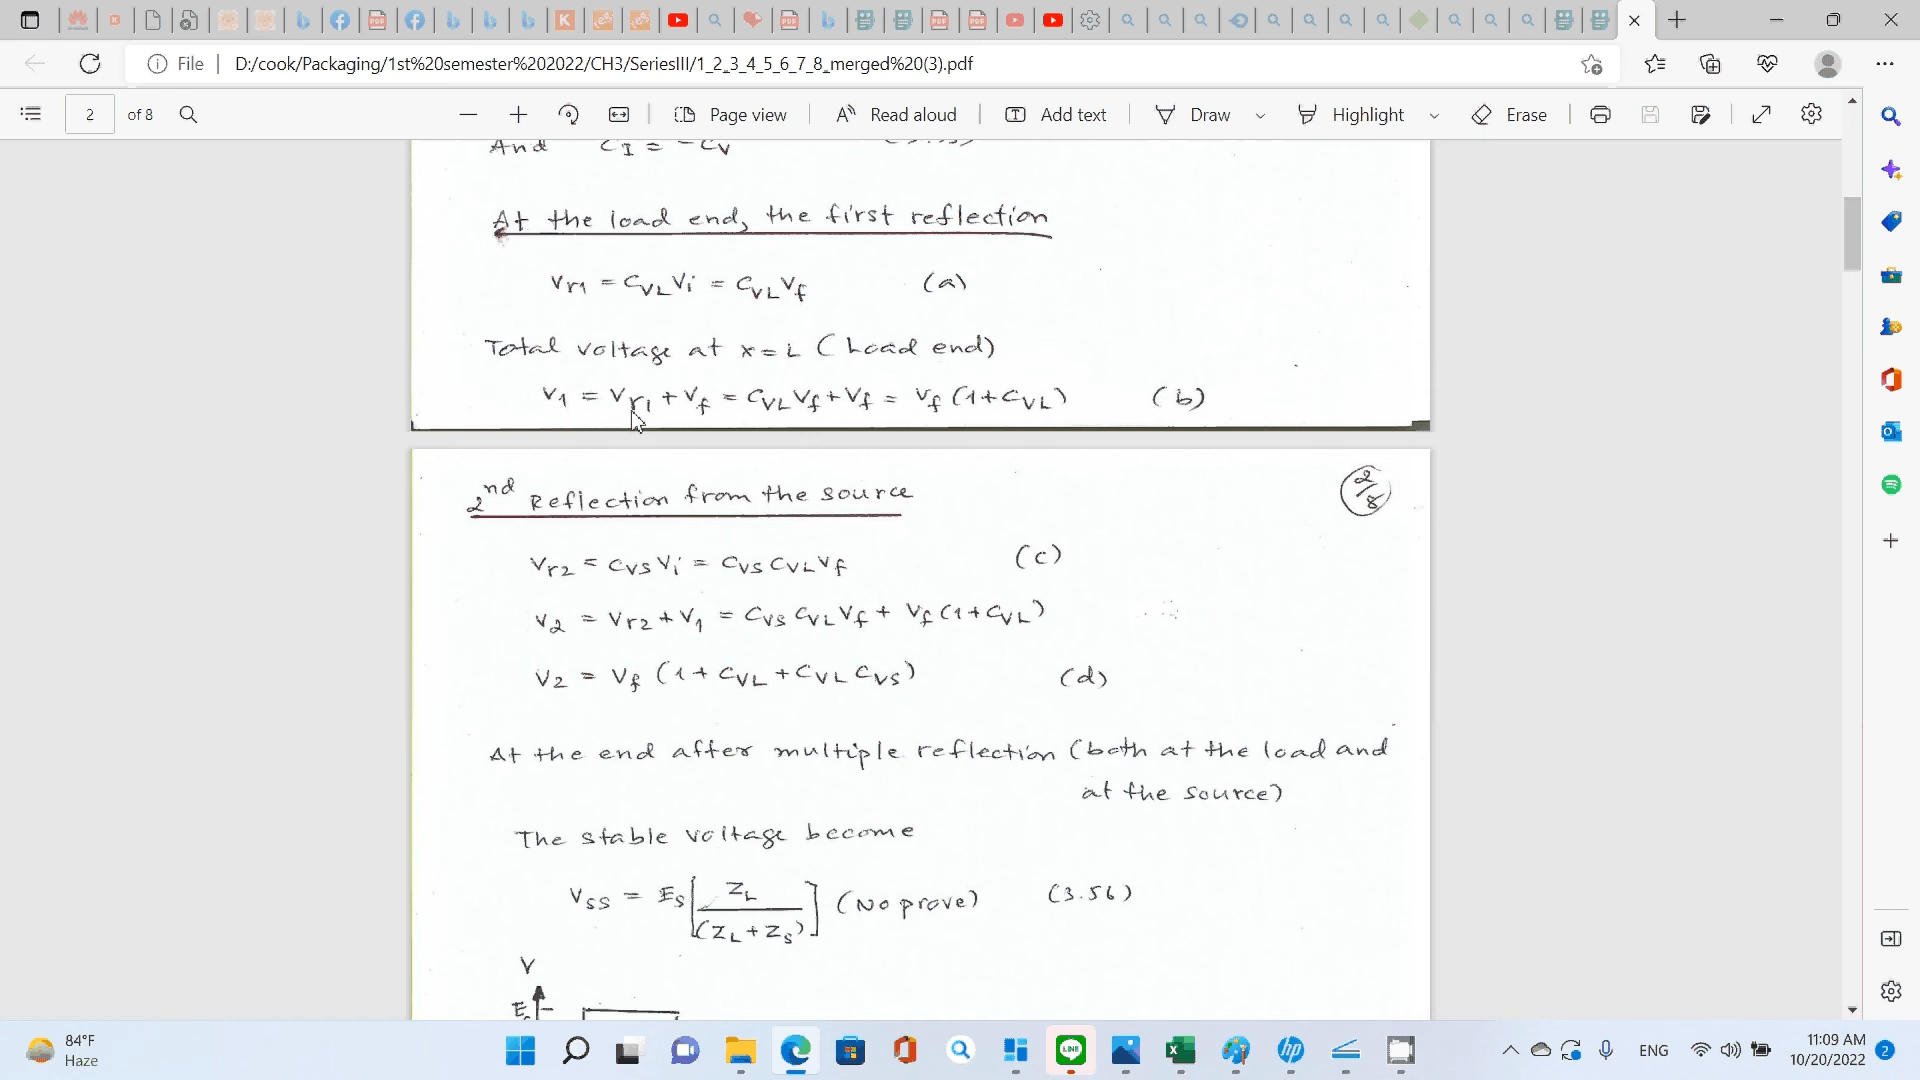 File
D:/cook/Packaging/1st%20semester%202022/CH3/SeriesIII/1_2_3_4_5_6_7_8_merged%20(3).pdf
2 of 8
Page view
Read aloud
Add text
Draw
Highlight
Erase
And C_I = -C_V
At the load end, the first reflection
V_r1 = C_VL V_i = C_VL V_f (a)
Total voltage at x=L (Load end)
V_1 = V_r1 + V_f = C_VL V_f + V_f = V_f (1+C_VL) (b)
2/8
2nd Reflection from the source
V_r2 = C_VS V_i = C_VS C_VL V_f (c)
V_2 = V_r2 + V_1 = C_VS C_VL V_f + V_f (1+C_VL)
V_2 = V_f (1+ C_VL + C_VL C_VS) (d)
At the end after multiple reflection (both at the load and
at the source)
The stable voltage become
V_SS = E_S [Z_L / (Z_L + Z_S)] (No prove) (3.56)
V
84°F
Haze
ENG
11:09 AM
10/20/2022
2